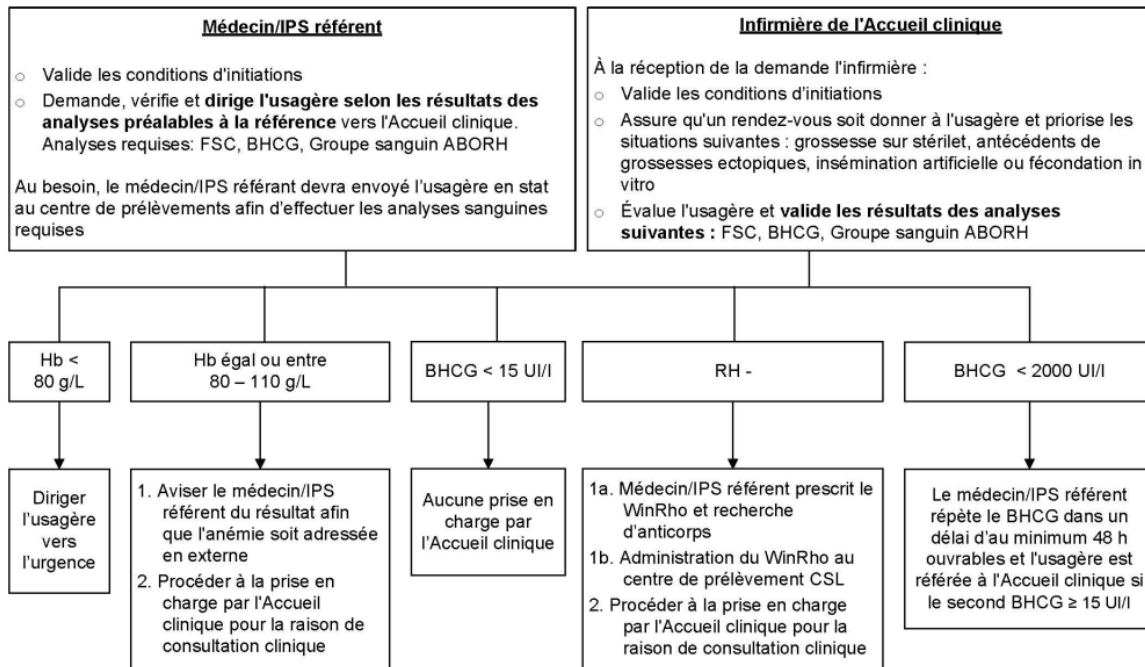 Médecin/IPS référent
○ Valide les conditions d'initiations
○ Demande, vérifie et dirige l'usagère selon les résultats des
analyses préalables à la référence vers l'Accueil clinique.
Analyses requises: FSC, BHCG, Groupe sanguin ABORH
Au besoin, le médecin/IPS référant devra envoyé l'usagère en stat
au centre de prélèvements afin d'effectuer les analyses sanguines
requises
Infirmière de l'Accueil clinique
À la réception de la demande l'infirmière :
○ Valide les conditions d'initiations
○ Assure qu'un rendez-vous soit donner à l'usagère et priorise les
situations suivantes : grossesse sur stérilet, antécédents de
grossesses ectopiques, insémination artificielle ou fécondation in
vitro
○ Évalue l'usagère et valide les résultats des analyses
suivantes : FSC, BHCG, Groupe sanguin ABORH
Hb <
80 g/L
Hb égal ou entre
80 – 110 g/L
BHCG < 15 UI/l
RH -
BHCG < 2000 UI/l
Diriger
l'usagère
vers
l'urgence
1. Aviser le médecin/IPS
référent du résultat afin
que l'anémie soit adressée
en externe
2. Procéder à la prise en
charge par l'Accueil
clinique pour la raison de
consultation clinique
Aucune prise en
charge par
l'Accueil clinique
1a. Médecin/IPS référent prescrit le
WinRho et recherche
d'anticorps
1b. Administration du WinRho au
centre de prélèvement CSL
2. Procéder à la prise en charge
par l'Accueil clinique pour la
raison de consultation clinique
Le médecin/IPS référent
répète le BHCG dans un
délai d'au minimum 48 h
ouvrables et l'usagère est
référée à l'Accueil clinique si
le second BHCG ≥ 15 UI/l